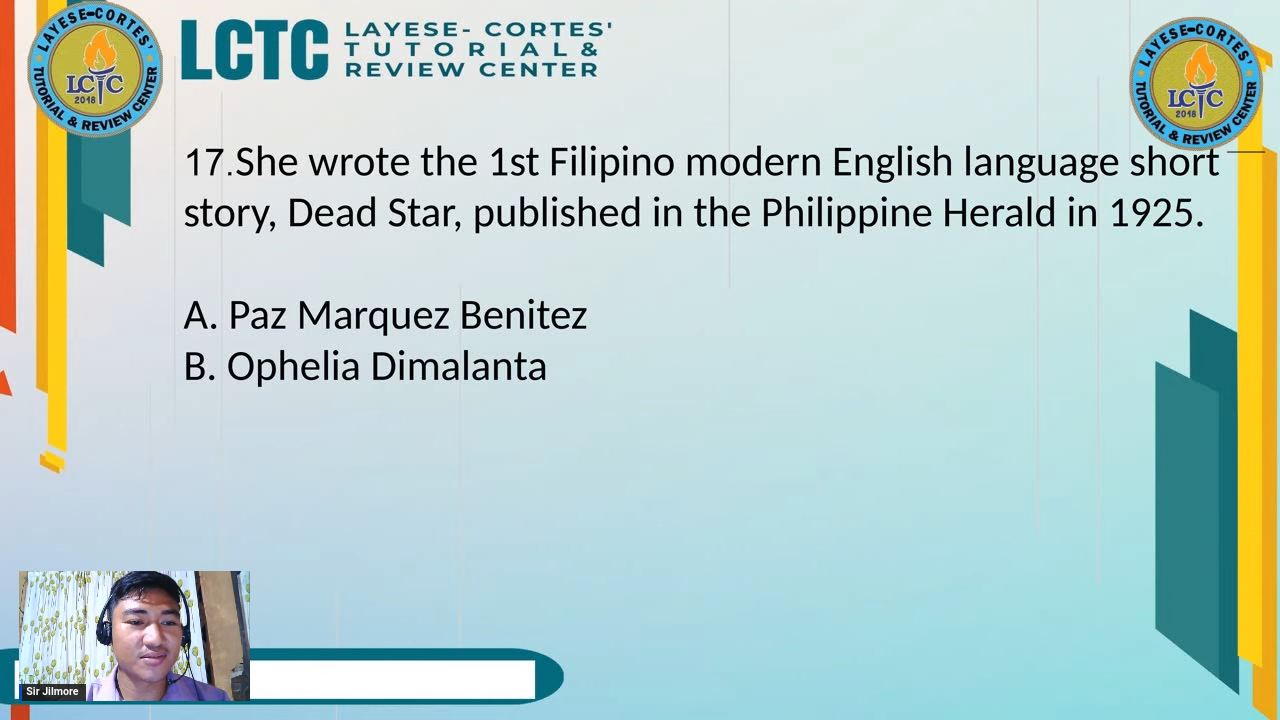 LAYESE-CORTES'
TUTORIAL & REVIEW CENTER
LCTC
2018
LCTC
LAYESE- CORTES'
TUTORIAL &
REVIEW CENTER
LAYESE-CORTES'
TUTORIAL & REVIEW CENTER
LCTC
2018
17.She wrote the 1st Filipino modern English language short
story, Dead Star, published in the Philippine Herald in 1925.
A. Paz Marquez Benitez
B. Ophelia Dimalanta
Sir Jilmore